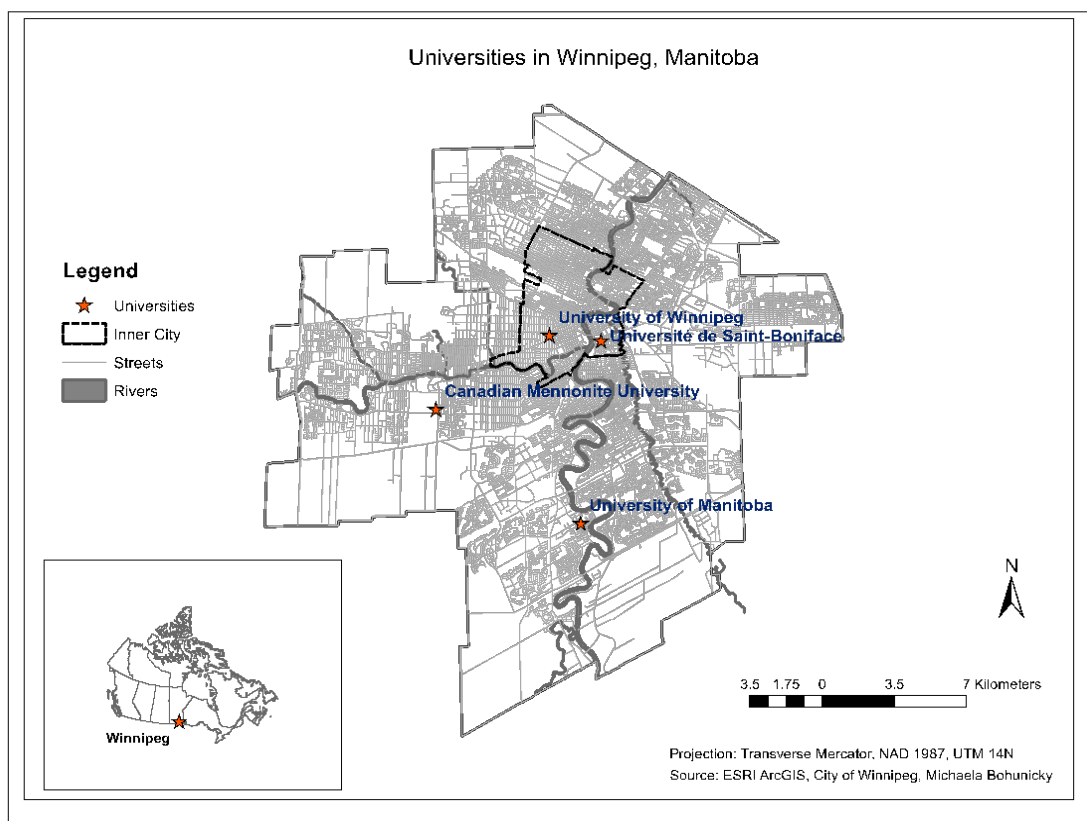 Universities in Winnipeg, Manitoba
Legend
Universities
Inner City
Streets
Rivers
University of Winnipeg
Université de Saint-Boniface
Canadian Mennonite University
University of Manitoba
N
3.5 1.75 0 3.5 7 Kilometers
Winnipeg
Projection: Transverse Mercator, NAD 1987, UTM 14N
Source: ESRI ArcGIS, City of Winnipeg, Michaela Bohunicky